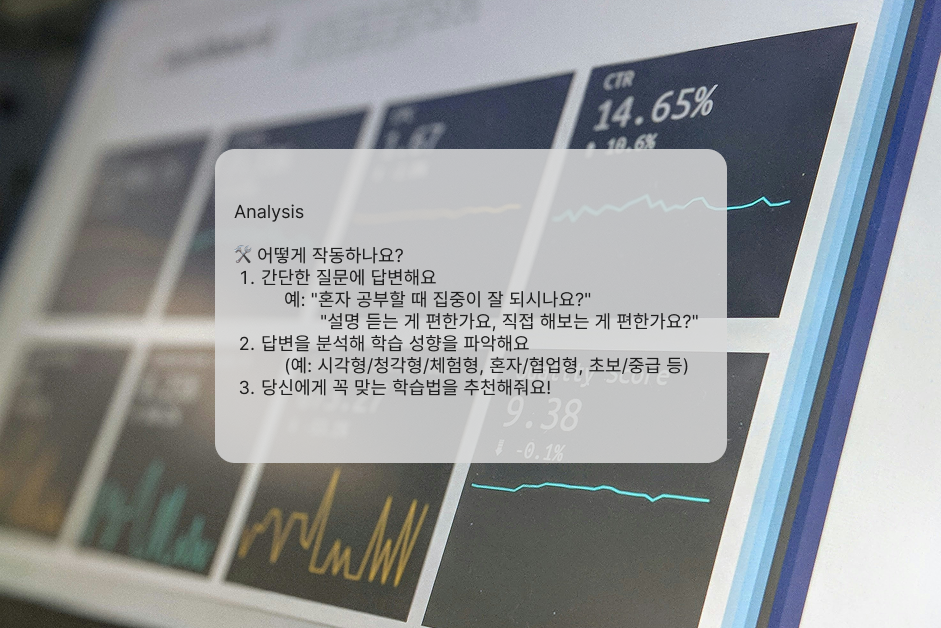 CTR
14.65%
10.6%
Analysis
🛠 어떻게 작동하나요?
1. 간단한 질문에 답변해요
예: "혼자 공부할 때 집중이 잘 되시나요?"
"설명 듣는 게 편한가요, 직접 해보는 게 편한가요?"
2. 답변을 분석해 학습 성향을 파악해요
(예: 시각형/청각형/체험형, 혼자/협업형, 초보/중급 등)
3. 당신에게 꼭 맞는 학습법을 추천해줘요!
Score
9.38
-0.1%